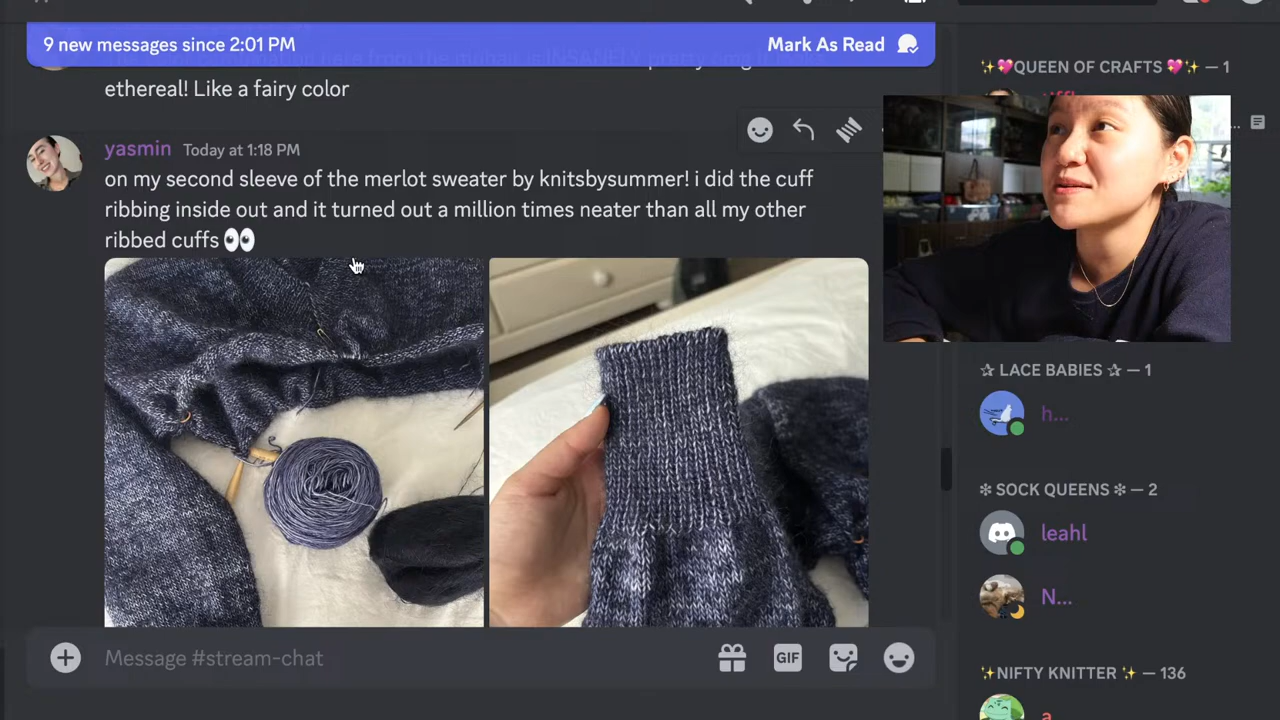 9 new messages since 2:01 PM
Mark As Read
ethereal! Like a fairy color
yasmin Today at 1:18 PM
on my second sleeve of the merlot sweater by knitsbysummer! i did the cuff
ribbing inside out and it turned out a million times neater than all my other
ribbed cuffs 👀
Message #stream-chat
GIF
✨💖QUEEN OF CRAFTS 💖✨ — 1
✰ LACE BABIES ✰ — 1
h...
❇ SOCK QUEENS ❇ — 2
leahl
N...
✨NIFTY KNITTER ✨ — 136
a